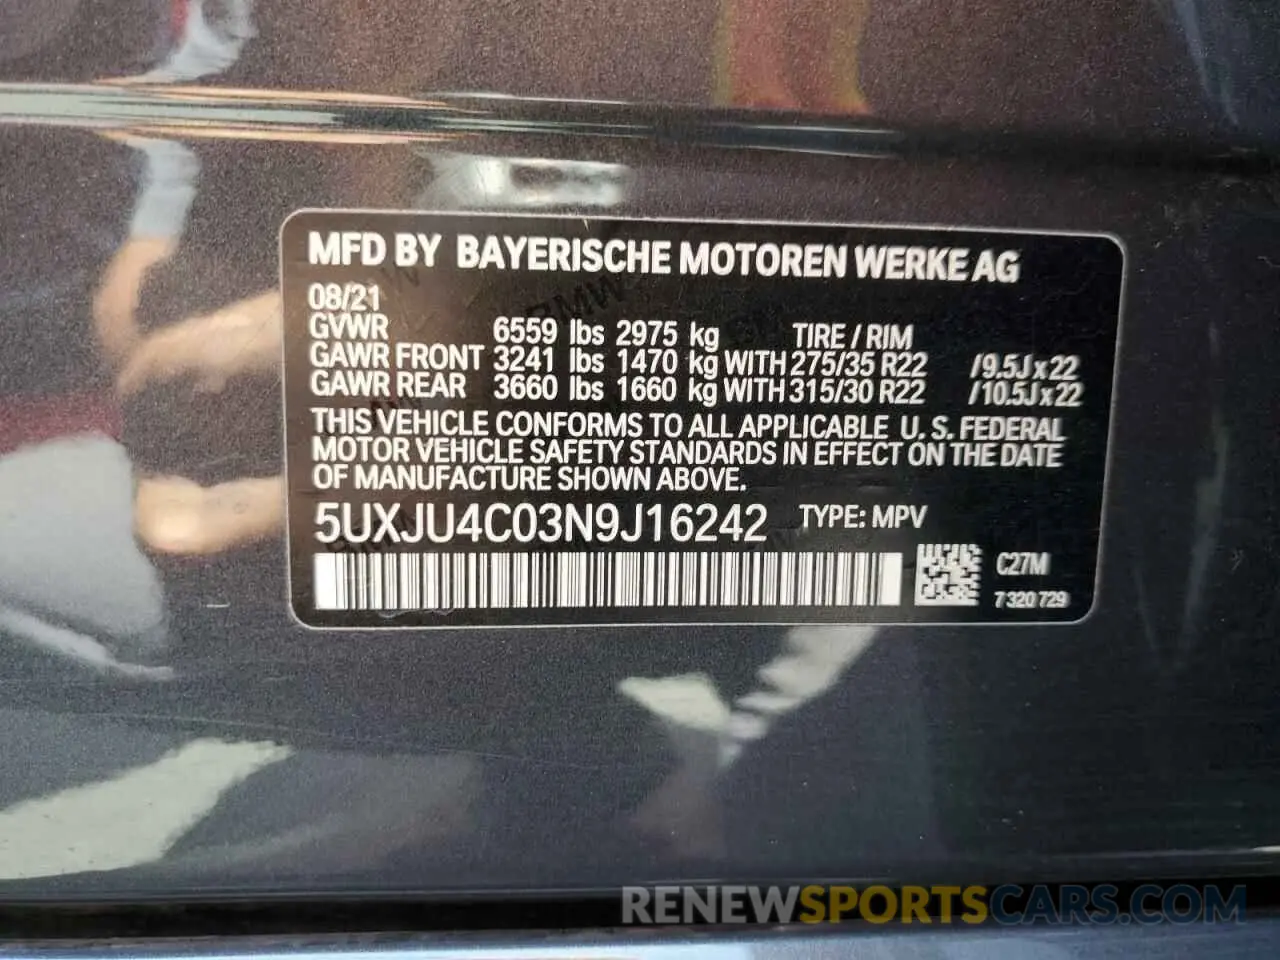 MFD BY BAYERISCHE MOTOREN WERKE AG
08/21
GVWR 6559 lbs 2975 kg TIRE / RIM
GAWR FRONT 3241 lbs 1470 kg WITH 275/35 R22 /9.5J x 22
GAWR REAR 3660 lbs 1660 kg WITH 315/30 R22 /10.5J x 22
THIS VEHICLE CONFORMS TO ALL APPLICABLE U. S. FEDERAL
MOTOR VEHICLE SAFETY STANDARDS IN EFFECT ON THE DATE
OF MANUFACTURE SHOWN ABOVE.
5UXJU4C03N9J16242 TYPE: MPV
C27M
7 320 729
RENEWSPORTSCARS.COM